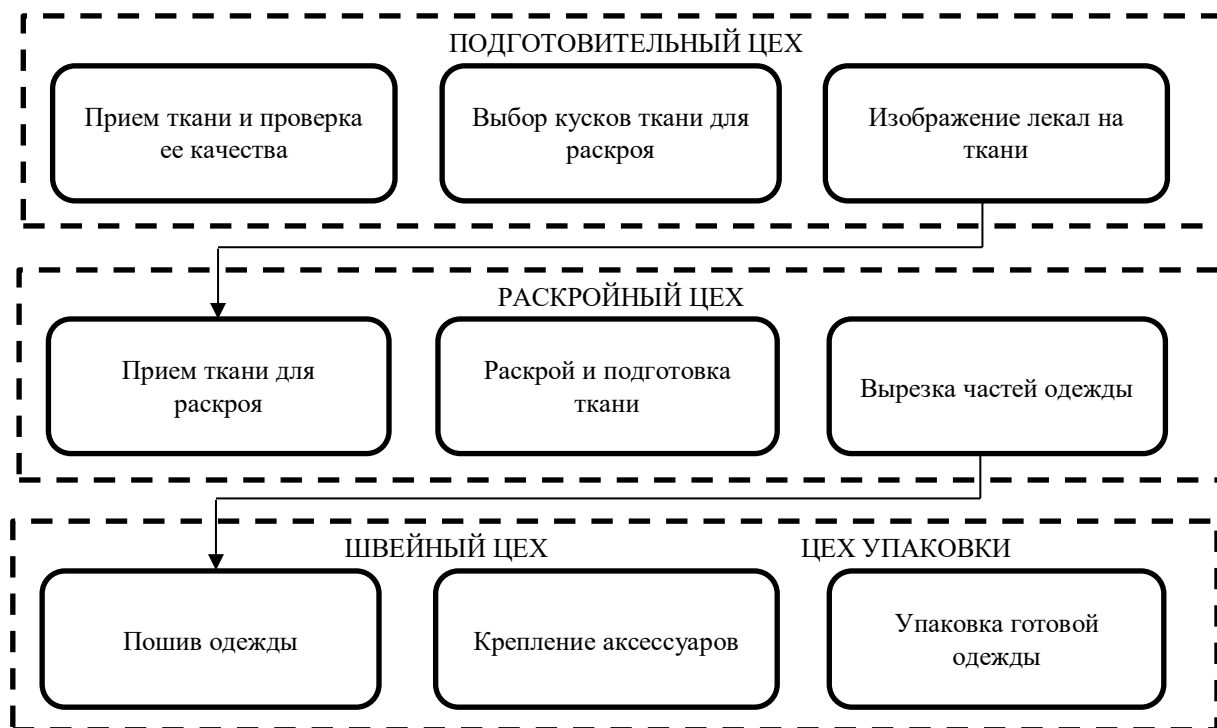 ПОДГОТОВИТЕЛЬНЫЙ ЦЕХ
Прием ткани и проверка
ее качества
Выбор кусков ткани для
раскроя
Изображение лекал на
ткани
РАСКРОЙНЫЙ ЦЕХ
Прием ткани для
раскроя
Раскрой и подготовка
ткани
Вырезка частей одежды
ШВЕЙНЫЙ ЦЕХ
ЦЕХ УПАКОВКИ
Пошив одежды
Крепление аксессуаров
Упаковка готовой
одежды